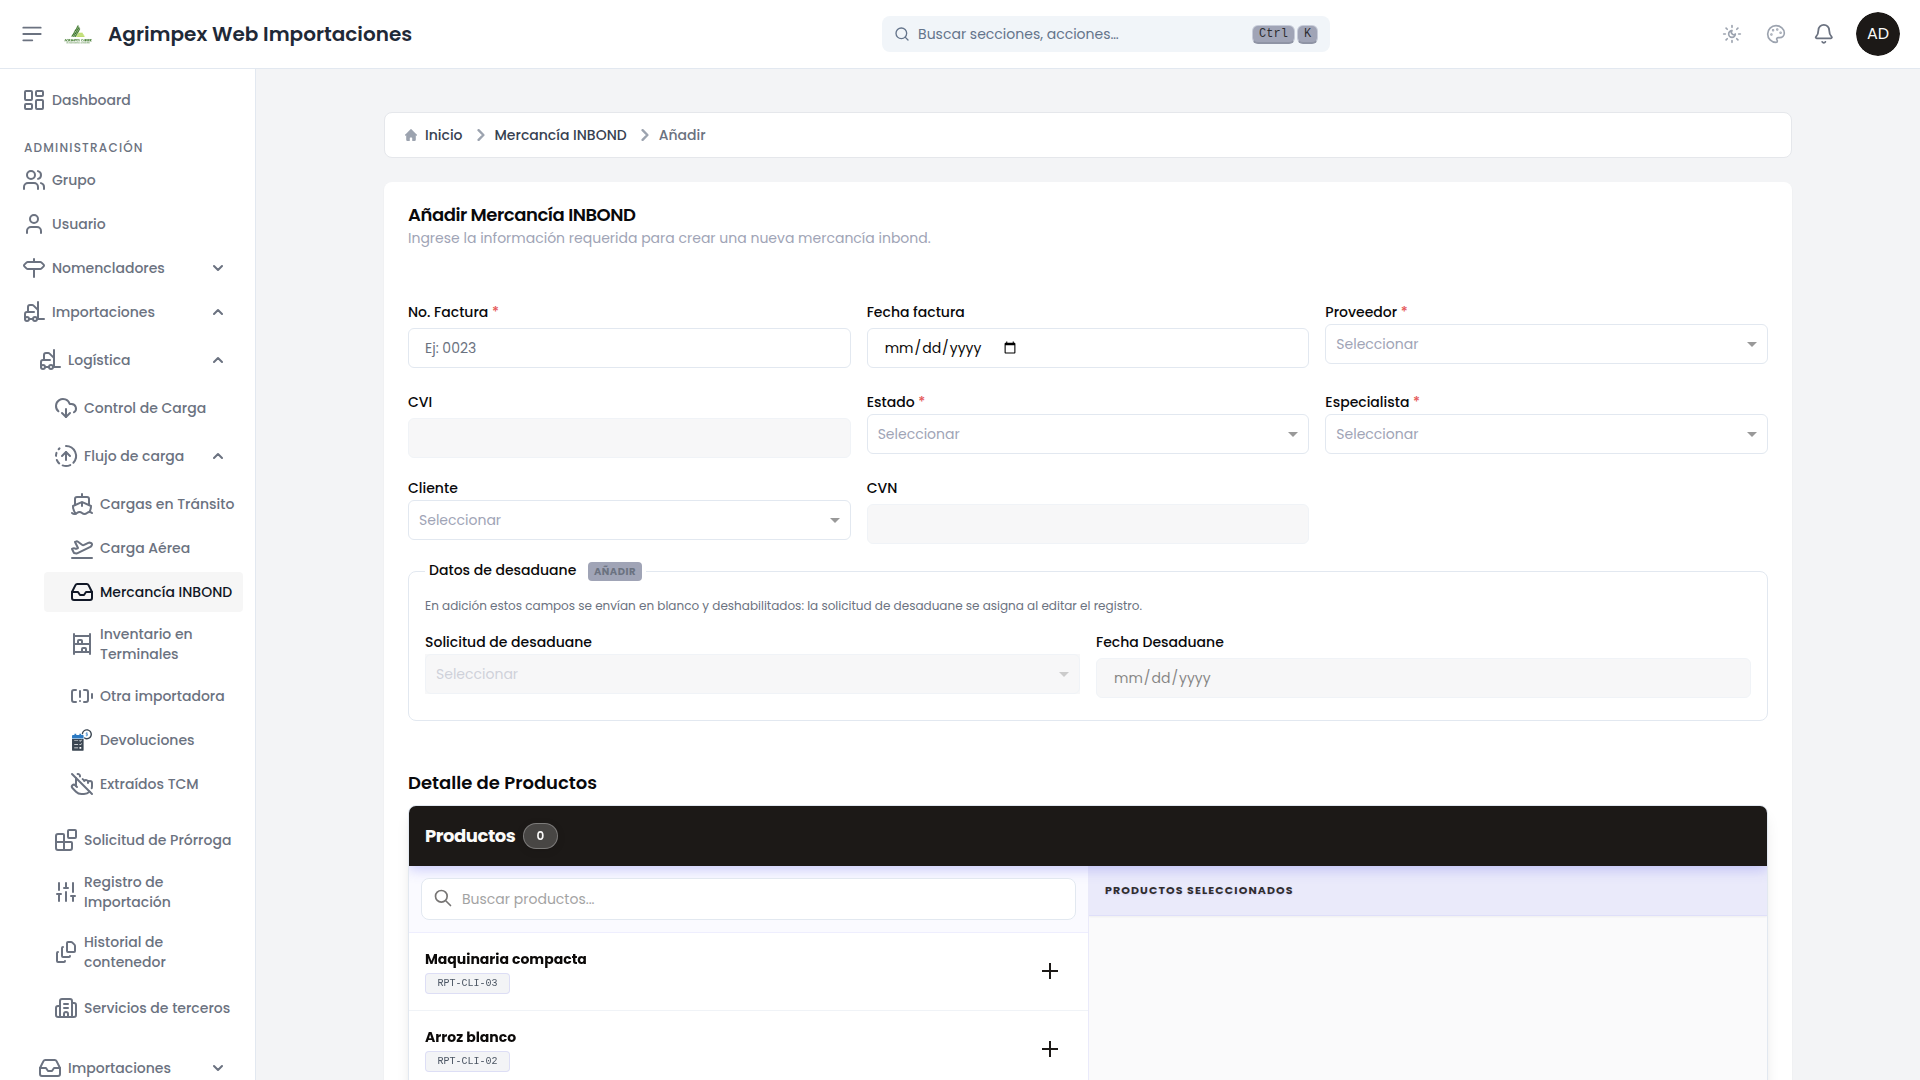 Agrimpex Web Importaciones
Buscar secciones, acciones...
Ctrl K
AD
Dashboard
ADMINISTRACIÓN
Grupo
Usuario
Nomencladores
Importaciones
Logística
Control de Carga
Flujo de carga
Cargas en Tránsito
Carga Aérea
Mercancía INBOND
Inventario en
Terminales
Otra importadora
Devoluciones
Extraídos TCM
Solicitud de Prórroga
Registro de
Importación
Historial de
contenedor
Servicios de terceros
Importaciones
Inicio
Mercancía INBOND
Añadir
Añadir Mercancía INBOND
Ingrese la información requerida para crear una nueva mercancía inbond.
No. Factura *
Ej: 0023
Fecha factura
mm/dd/yyyy
Proveedor *
Seleccionar
CVI
Estado *
Seleccionar
Especialista *
Seleccionar
Cliente
Seleccionar
CVN
Datos de desaduane AÑADIR
En adición estos campos se envían en blanco y deshabilitados: la solicitud de desaduane se asigna al editar el registro.
Solicitud de desaduane
Seleccionar
Fecha Desaduane
mm/dd/yyyy
Detalle de Productos
Productos 0
Buscar productos...
PRODUCTOS SELECCIONADOS
Maquinaria compacta
RPT-CLI-03
Arroz blanco
RPT-CLI-02